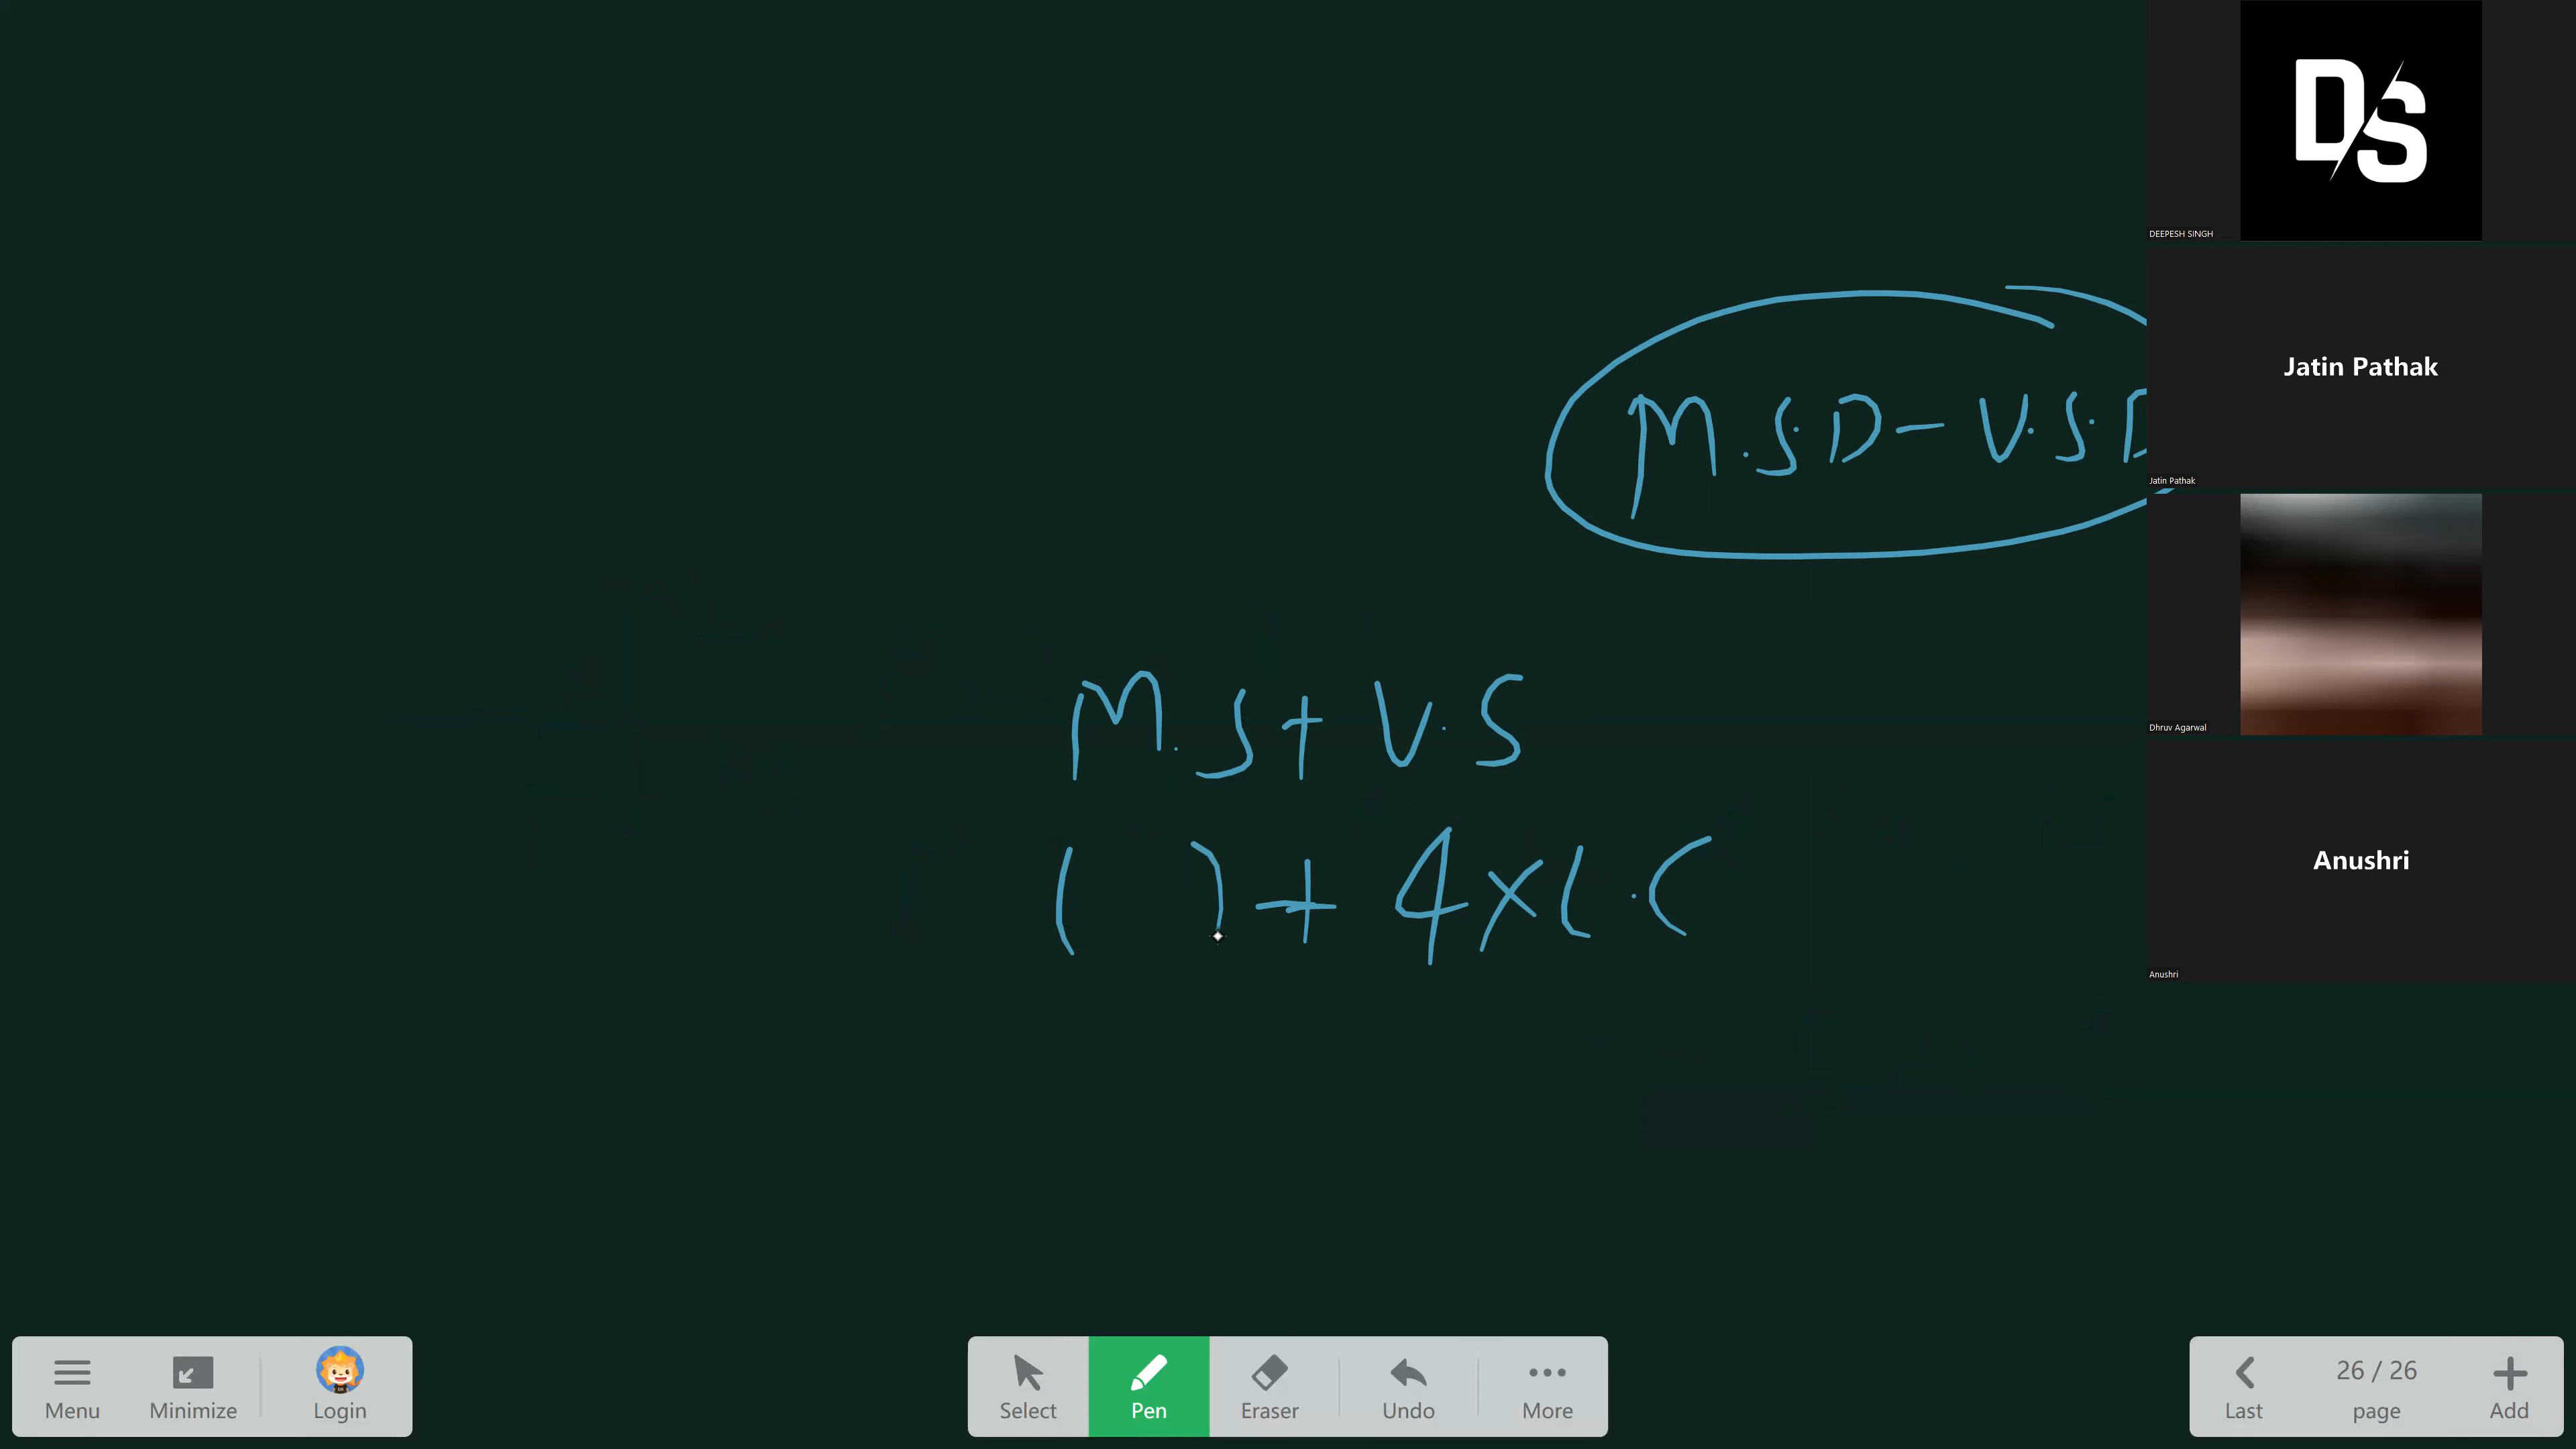 DS
DEEPESH SINGH
Jatin Pathak
Jatin Pathak
M.S.D - V.S.D
Dhruv Agarwal
M.S + V.S
( ) + 4 x L.C
Anushri
Anushri
Menu Minimize Login Select Pen Eraser Undo More Last 26 / 26 page Add